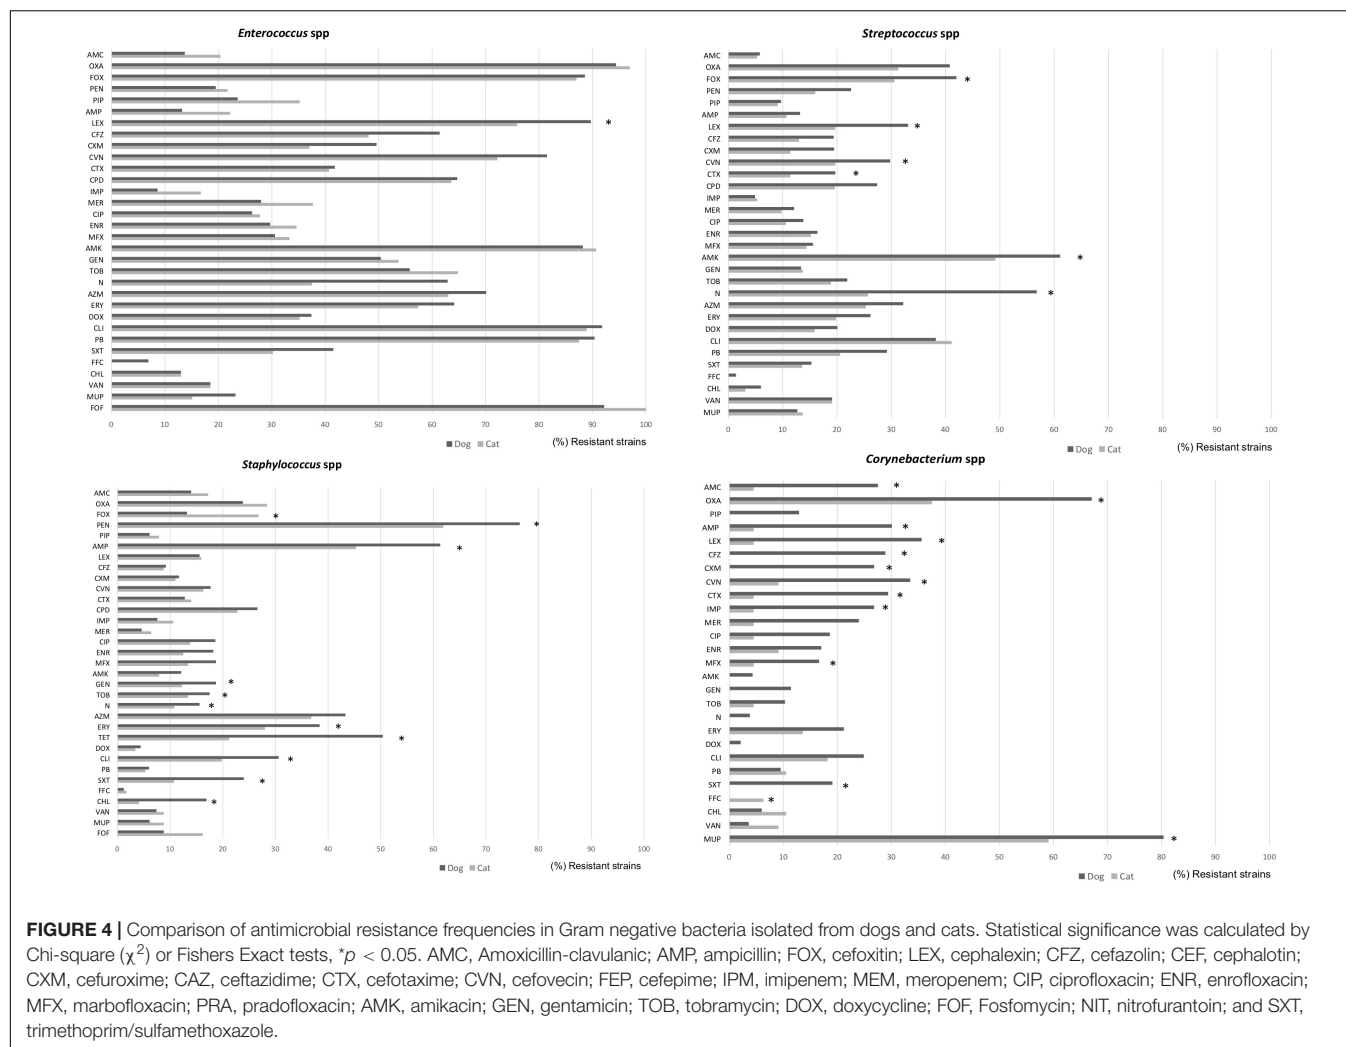 Enterococcus spp
AMC
OXA
FOX
PEN
PIP
AMP
LEX
*
CFZ
CXM
CVN
CTX
CPD
IMP
MER
CIP
ENR
MFX
AMK
GEN
TOB
N
AZM
ERY
DOX
CLI
PB
SXT
FFC
CHL
VAN
MUP
FOF
0 10 20 30 40 50 60 70 80 90 100
Dog Cat (%) Resistant strains
Streptococcus spp
AMC
OXA
FOX *
PEN
PIP
AMP
LEX *
CFZ
CXM
CVN *
CTX *
CPD
IMP
MER
CIP
ENR
MFX
AMK *
GEN
TOB
N *
AZM
ERY
DOX
CLI
PB
SXT
FFC
CHL
VAN
MUP
0 10 20 30 40 50 60 70 80 90 100
Dog Cat (%) Resistant strains
Staphylococcus spp
AMC
OXA
FOX *
PEN *
PIP
AMP *
LEX
CFZ
CXM
CVN
CTX
CPD
IMP
MER
CIP
ENR
MFX
AMK
GEN *
TOB *
N *
AZM
ERY *
TET *
DOX
CLI *
PB
SXT *
FFC
CHL *
VAN
MUP
FOF
0 10 20 30 40 50 60 70 80 90 100
Dog Cat (%) Resistant strains
Corynebacterium spp
AMC *
OXA *
PIP
AMP *
LEX *
CFZ *
CXM *
CVN *
CTX *
IMP *
MER
CIP
ENR
MFX *
AMK
GEN
TOB
N
ERY
DOX
CLI
PB
SXT *
FFC *
CHL
VAN
MUP *
0 10 20 30 40 50 60 70 80 90 100
Dog Cat (%) Resistant strains
FIGURE 4 | Comparison of antimicrobial resistance frequencies in Gram negative bacteria isolated from dogs and cats. Statistical significance was calculated by
Chi-square (χ²) or Fishers Exact tests, *p < 0.05. AMC, Amoxicillin-clavulanic; AMP, ampicillin; FOX, cefoxitin; LEX, cephalexin; CFZ, cefazolin; CEF, cephalotin;
CXM, cefuroxime; CAZ, ceftazidime; CTX, cefotaxime; CVN, cefovecin; FEP, cefepime; IPM, imipenem; MEM, meropenem; CIP, ciprofloxacin; ENR, enrofloxacin;
MFX, marbofloxacin; PRA, pradofloxacin; AMK, amikacin; GEN, gentamicin; TOB, tobramycin; DOX, doxycycline; FOF, Fosfomycin; NIT, nitrofurantoin; and SXT,
trimethoprim/sulfamethoxazole.